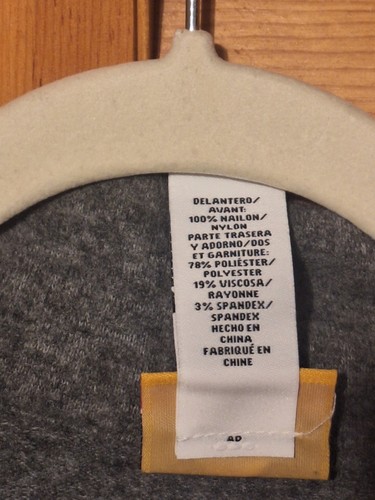 DELANTERO/
AVANT:
100% NAILON/
NYLON
PARTE TRASERA
Y ADORNO/DOS
ET GARNITURE:
78% POLIÉSTER/
POLYESTER
19% VISCOSA/
RAYONNE
3% SPANDEX/
SPANDEX
HECHO EN
CHINA
FABRIQUÉ EN
CHINE